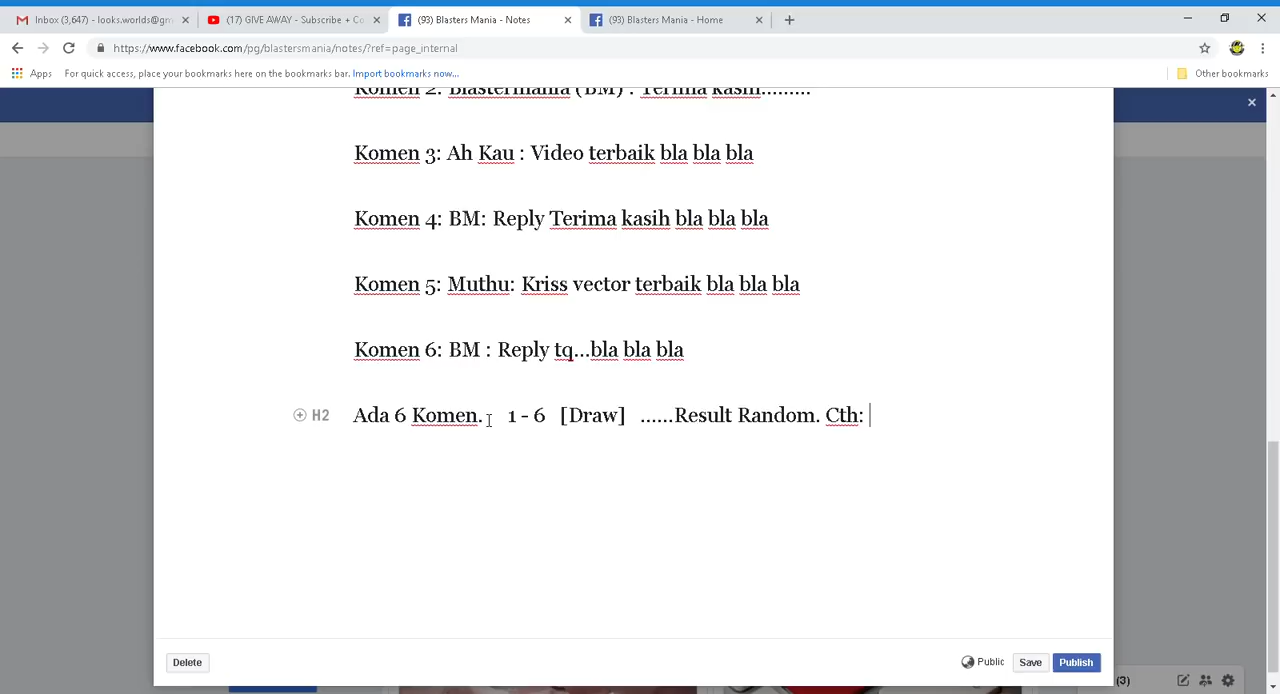 Inbox (3,647) - looks.worlds@gm
(17) GIVE AWAY - Subscribe + Co
(93) Blasters Mania - Notes
(93) Blasters Mania - Home
https://www.facebook.com/pg/blastersmania/notes/?ref=page_internal
Apps For quick access, place your bookmarks here on the bookmarks bar. Import bookmarks now...
Other bookmarks
Komen 2: Blastermania (BM) : Terima kasih.........
Komen 3: Ah Kau : Video terbaik bla bla bla
Komen 4: BM: Reply Terima kasih bla bla bla
Komen 5: Muthu: Kriss vector terbaik bla bla bla
Komen 6: BM : Reply tq...bla bla bla
H2 Ada 6 Komen. 1 - 6 [Draw] ......Result Random. Cth:
Delete
Public
Save
Publish
(3)